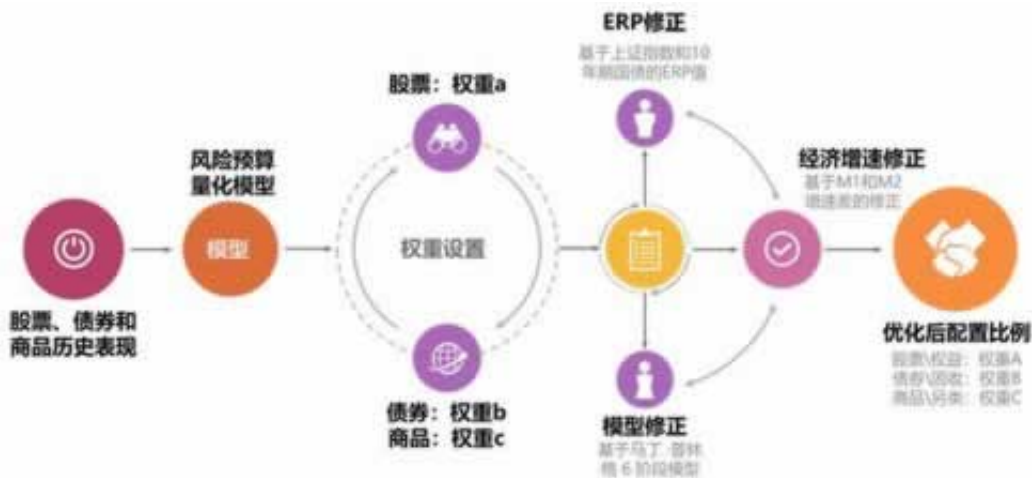 ERP修正
基于上证指数和10
年期国债的ERP值
股票：权重a
风险预算
量化模型
经济增速修正
基于M1和M2
增速差的修正
模型
权重设置
股票、债券和
商品历史表现
优化后配置比例
股票\权益：权重A
债券\固收：权重B
商品\另类：权重C
债券：权重b
商品：权重c
模型修正
基于马丁·普林
格６阶段模型